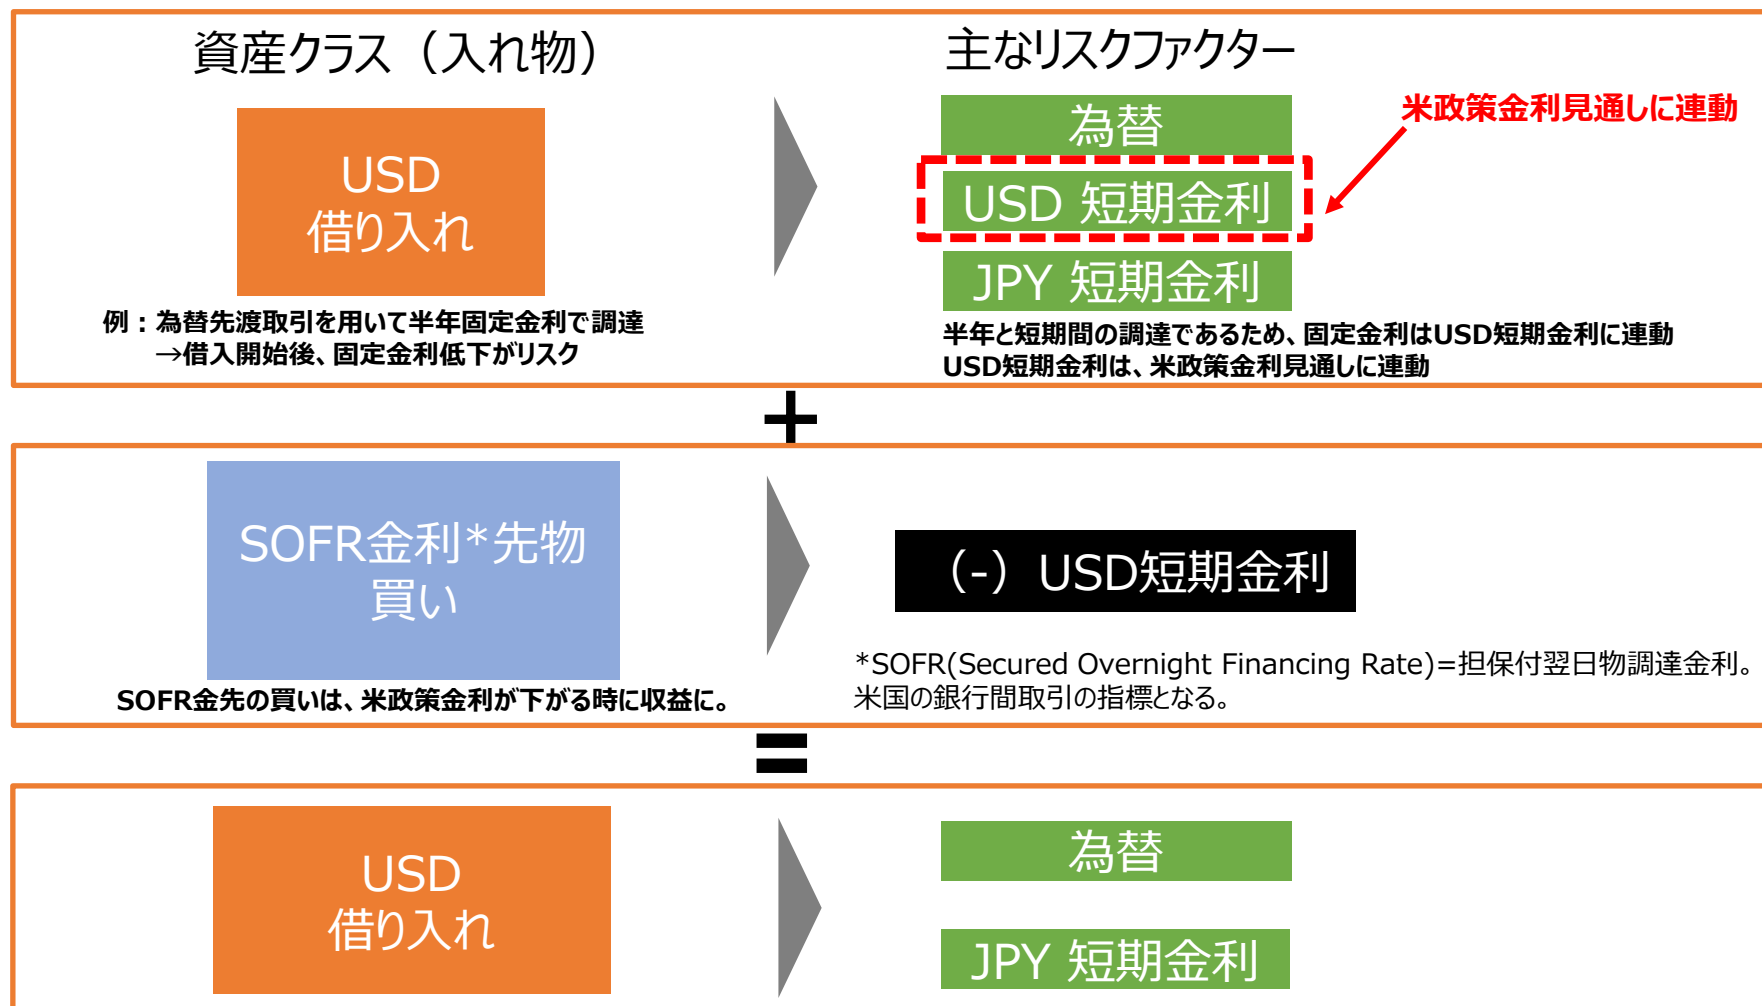 資産クラス（入れ物）
主なリスクファクター
USD
借り入れ
例：為替先渡取引を用いて半年固定金利で調達
→借入開始後、固定金利低下がリスク
為替
USD 短期金利
JPY 短期金利
米政策金利見通しに連動
半年と短期間の調達であるため、固定金利はUSD短期金利に連動
USD短期金利は、米政策金利見通しに連動
+
SOFR金利*先物
買い
SOFR金先の買いは、米政策金利が下がる時に収益に。
（-）USD短期金利
*SOFR(Secured Overnight Financing Rate)=担保付翌日物調達金利。
米国の銀行間取引の指標となる。
=
USD
借り入れ
為替
JPY 短期金利